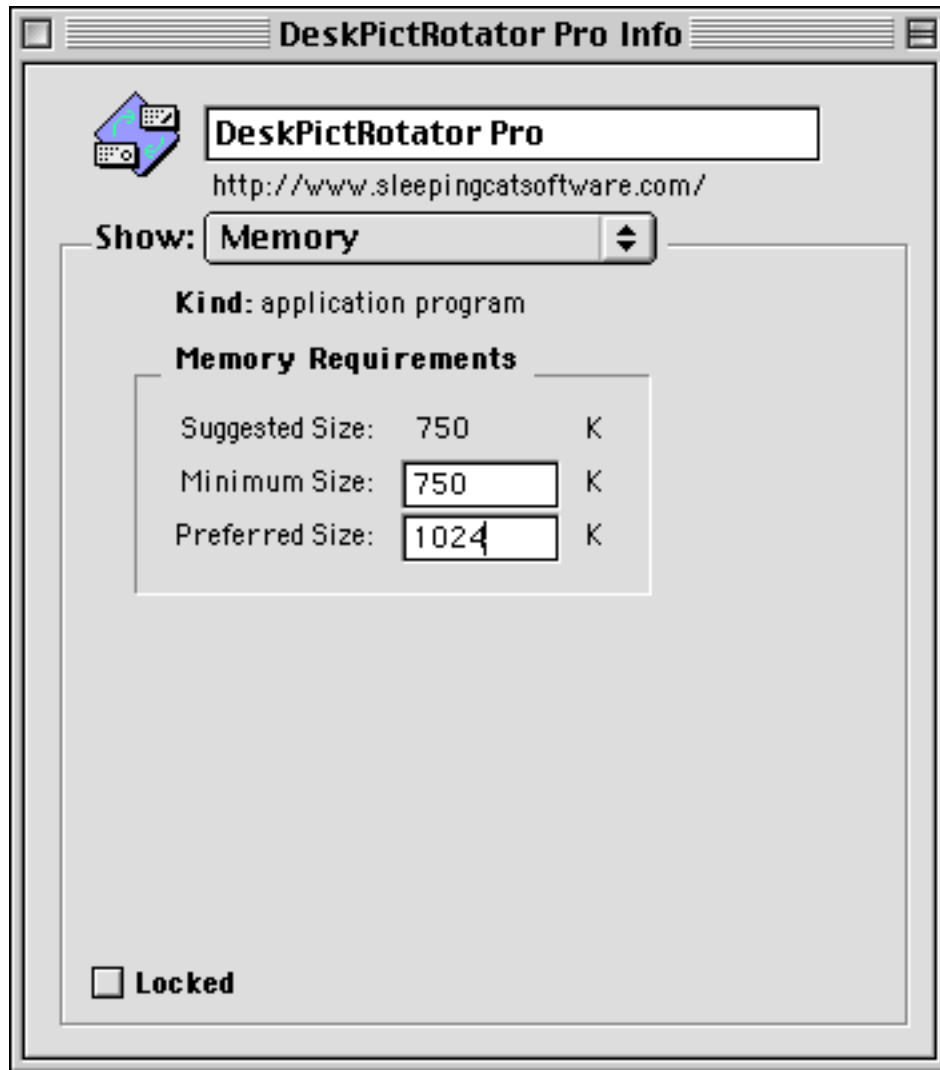 DeskPictRotator Pro Info
DeskPictRotator Pro
http://www.sleepingcatsoftware.com/
Show: Memory
Kind: application program
Memory Requirements
Suggested Size: 750 K
Minimum Size: 750 K
Preferred Size: 1024 K
Locked